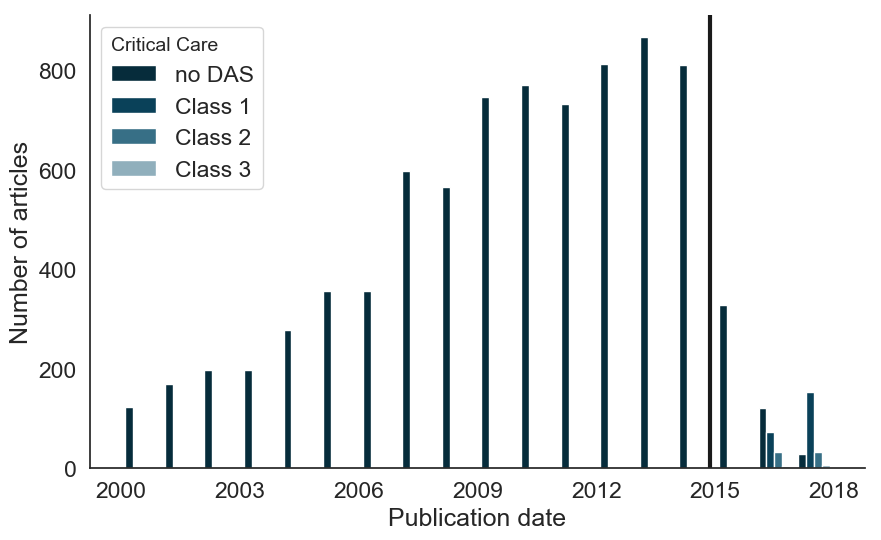 Critical Care
no DAS
Class 1
Class 2
Class 3
Number of articles
800
600
400
200
0
2000 2003 2006 2009 2012 2015 2018
Publication date